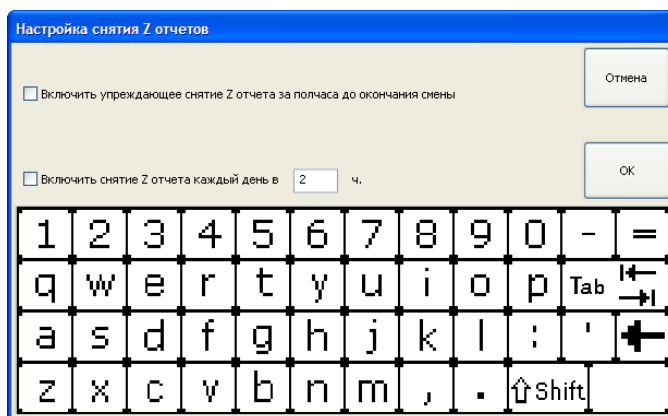 Настройка снятия Z отчетов
Отмена
Включить упреждающее снятие Z отчета за полчаса до окончания смены
OK
Включить снятие Z отчета каждый день в 2 ч.
1 2 3 4 5 6 7 8 9 0 - =
q w e r t y u i o p Tab
a s d f g h j k l : '
z x c v b n m , . Shift